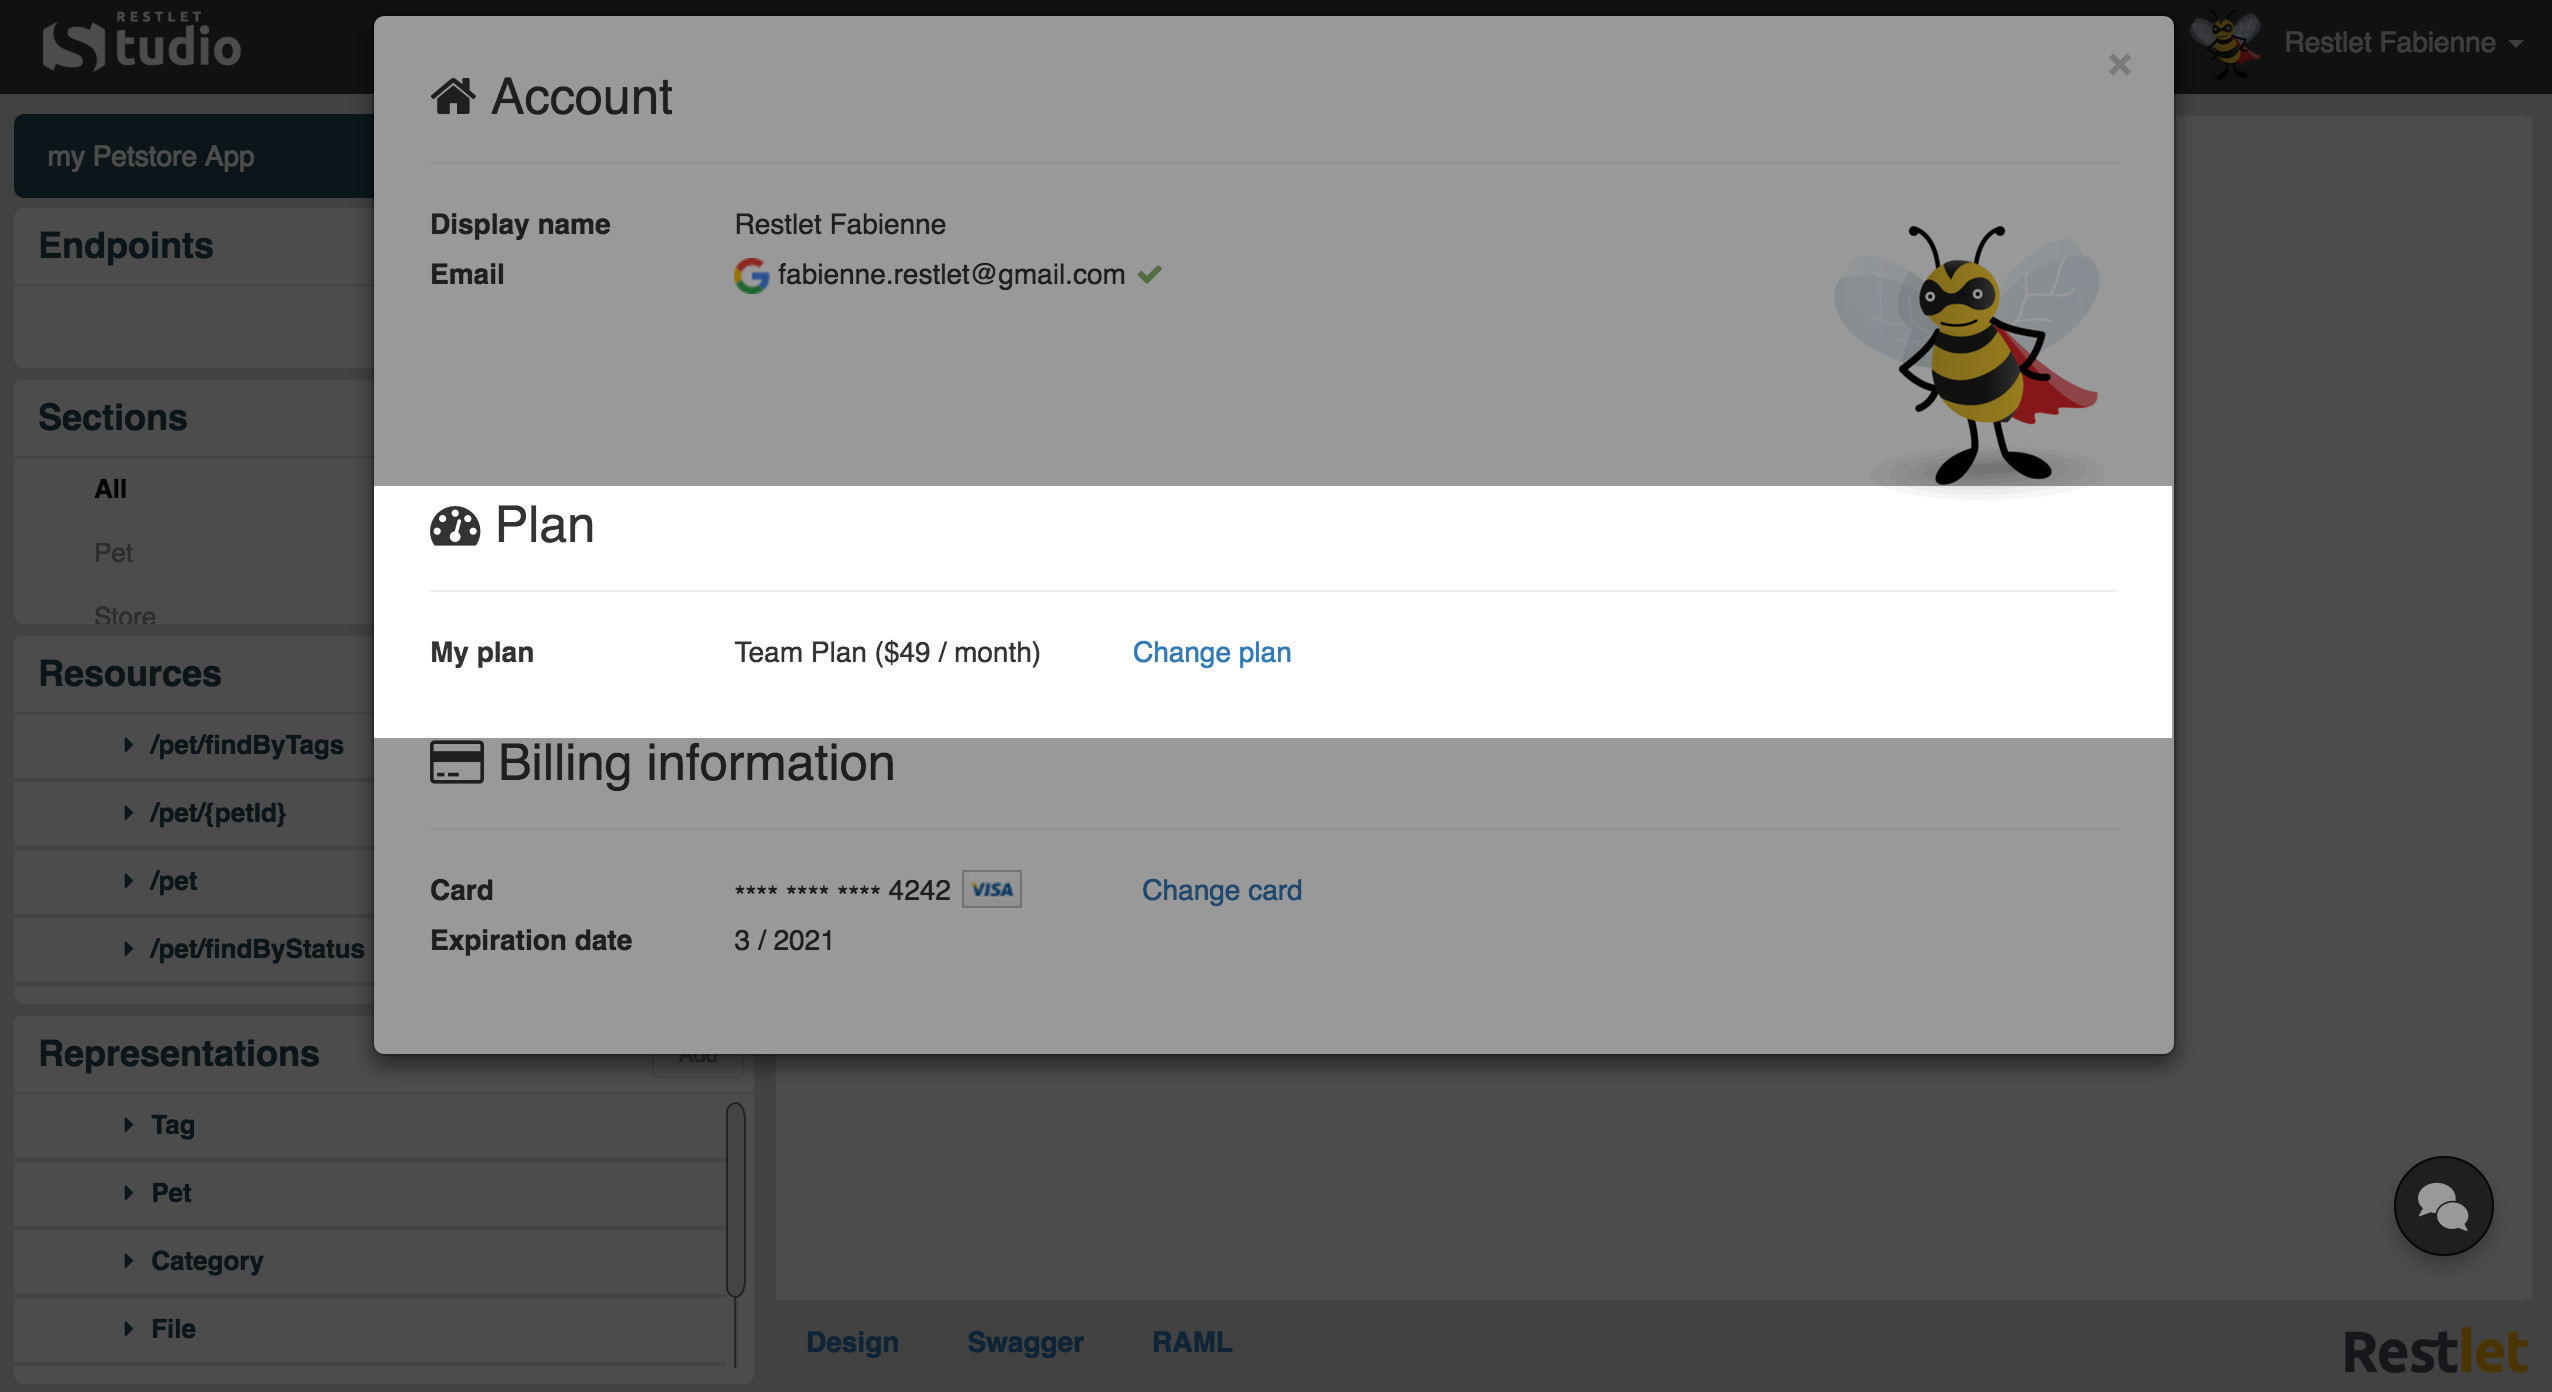 RESTLET
Studio
Restlet Fabienne
my Petstore App
Endpoints
Sections
All
Pet
Store
Resources
/pet/findByTags
/pet/{petId}
/pet
/pet/findByStatus
Representations
Add
Tag
Pet
Category
File
Account
×
Display name Restlet Fabienne
Email fabienne.restlet@gmail.com
Plan
My plan Team Plan ($49 / month) Change plan
Billing information
Card **** **** **** 4242 VISA Change card
Expiration date 3 / 2021
Design Swagger RAML
Restlet